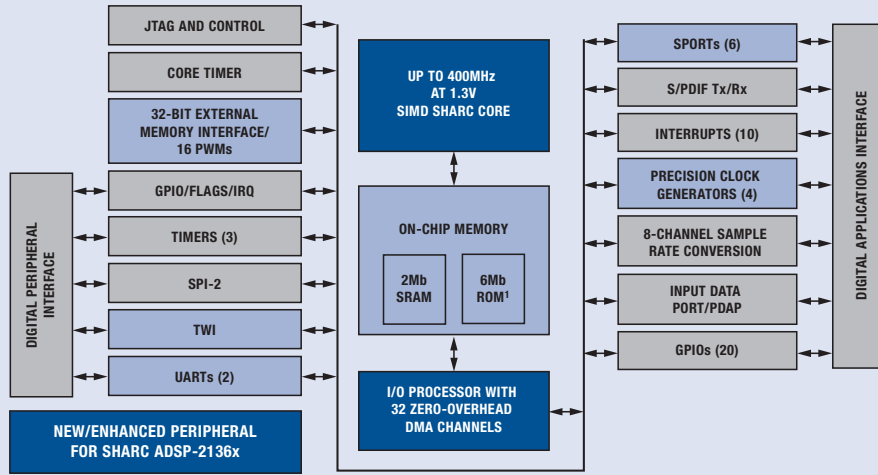 JTAG AND CONTROL
CORE TIMER
32-BIT EXTERNAL
MEMORY INTERFACE/
16 PWMs
GPIO/FLAGS/IRQ
TIMERS (3)
SPI-2
TWI
UARTs (2)
DIGITAL PERIPHERAL
INTERFACE
NEW/ENHANCED PERIPHERAL
FOR SHARC ADSP-2136x
UP TO 400MHz
AT 1.3V
SIMD SHARC CORE
ON-CHIP MEMORY
2Mb
SRAM
6Mb
ROM¹
I/O PROCESSOR WITH
32 ZERO-OVERHEAD
DMA CHANNELS
SPORTs (6)
S/PDIF Tx/Rx
INTERRUPTS (10)
PRECISION CLOCK
GENERATORS (4)
8-CHANNEL SAMPLE
RATE CONVERSION
INPUT DATA
PORT/PDAP
GPIOs (20)
DIGITAL APPLICATIONS INTERFACE